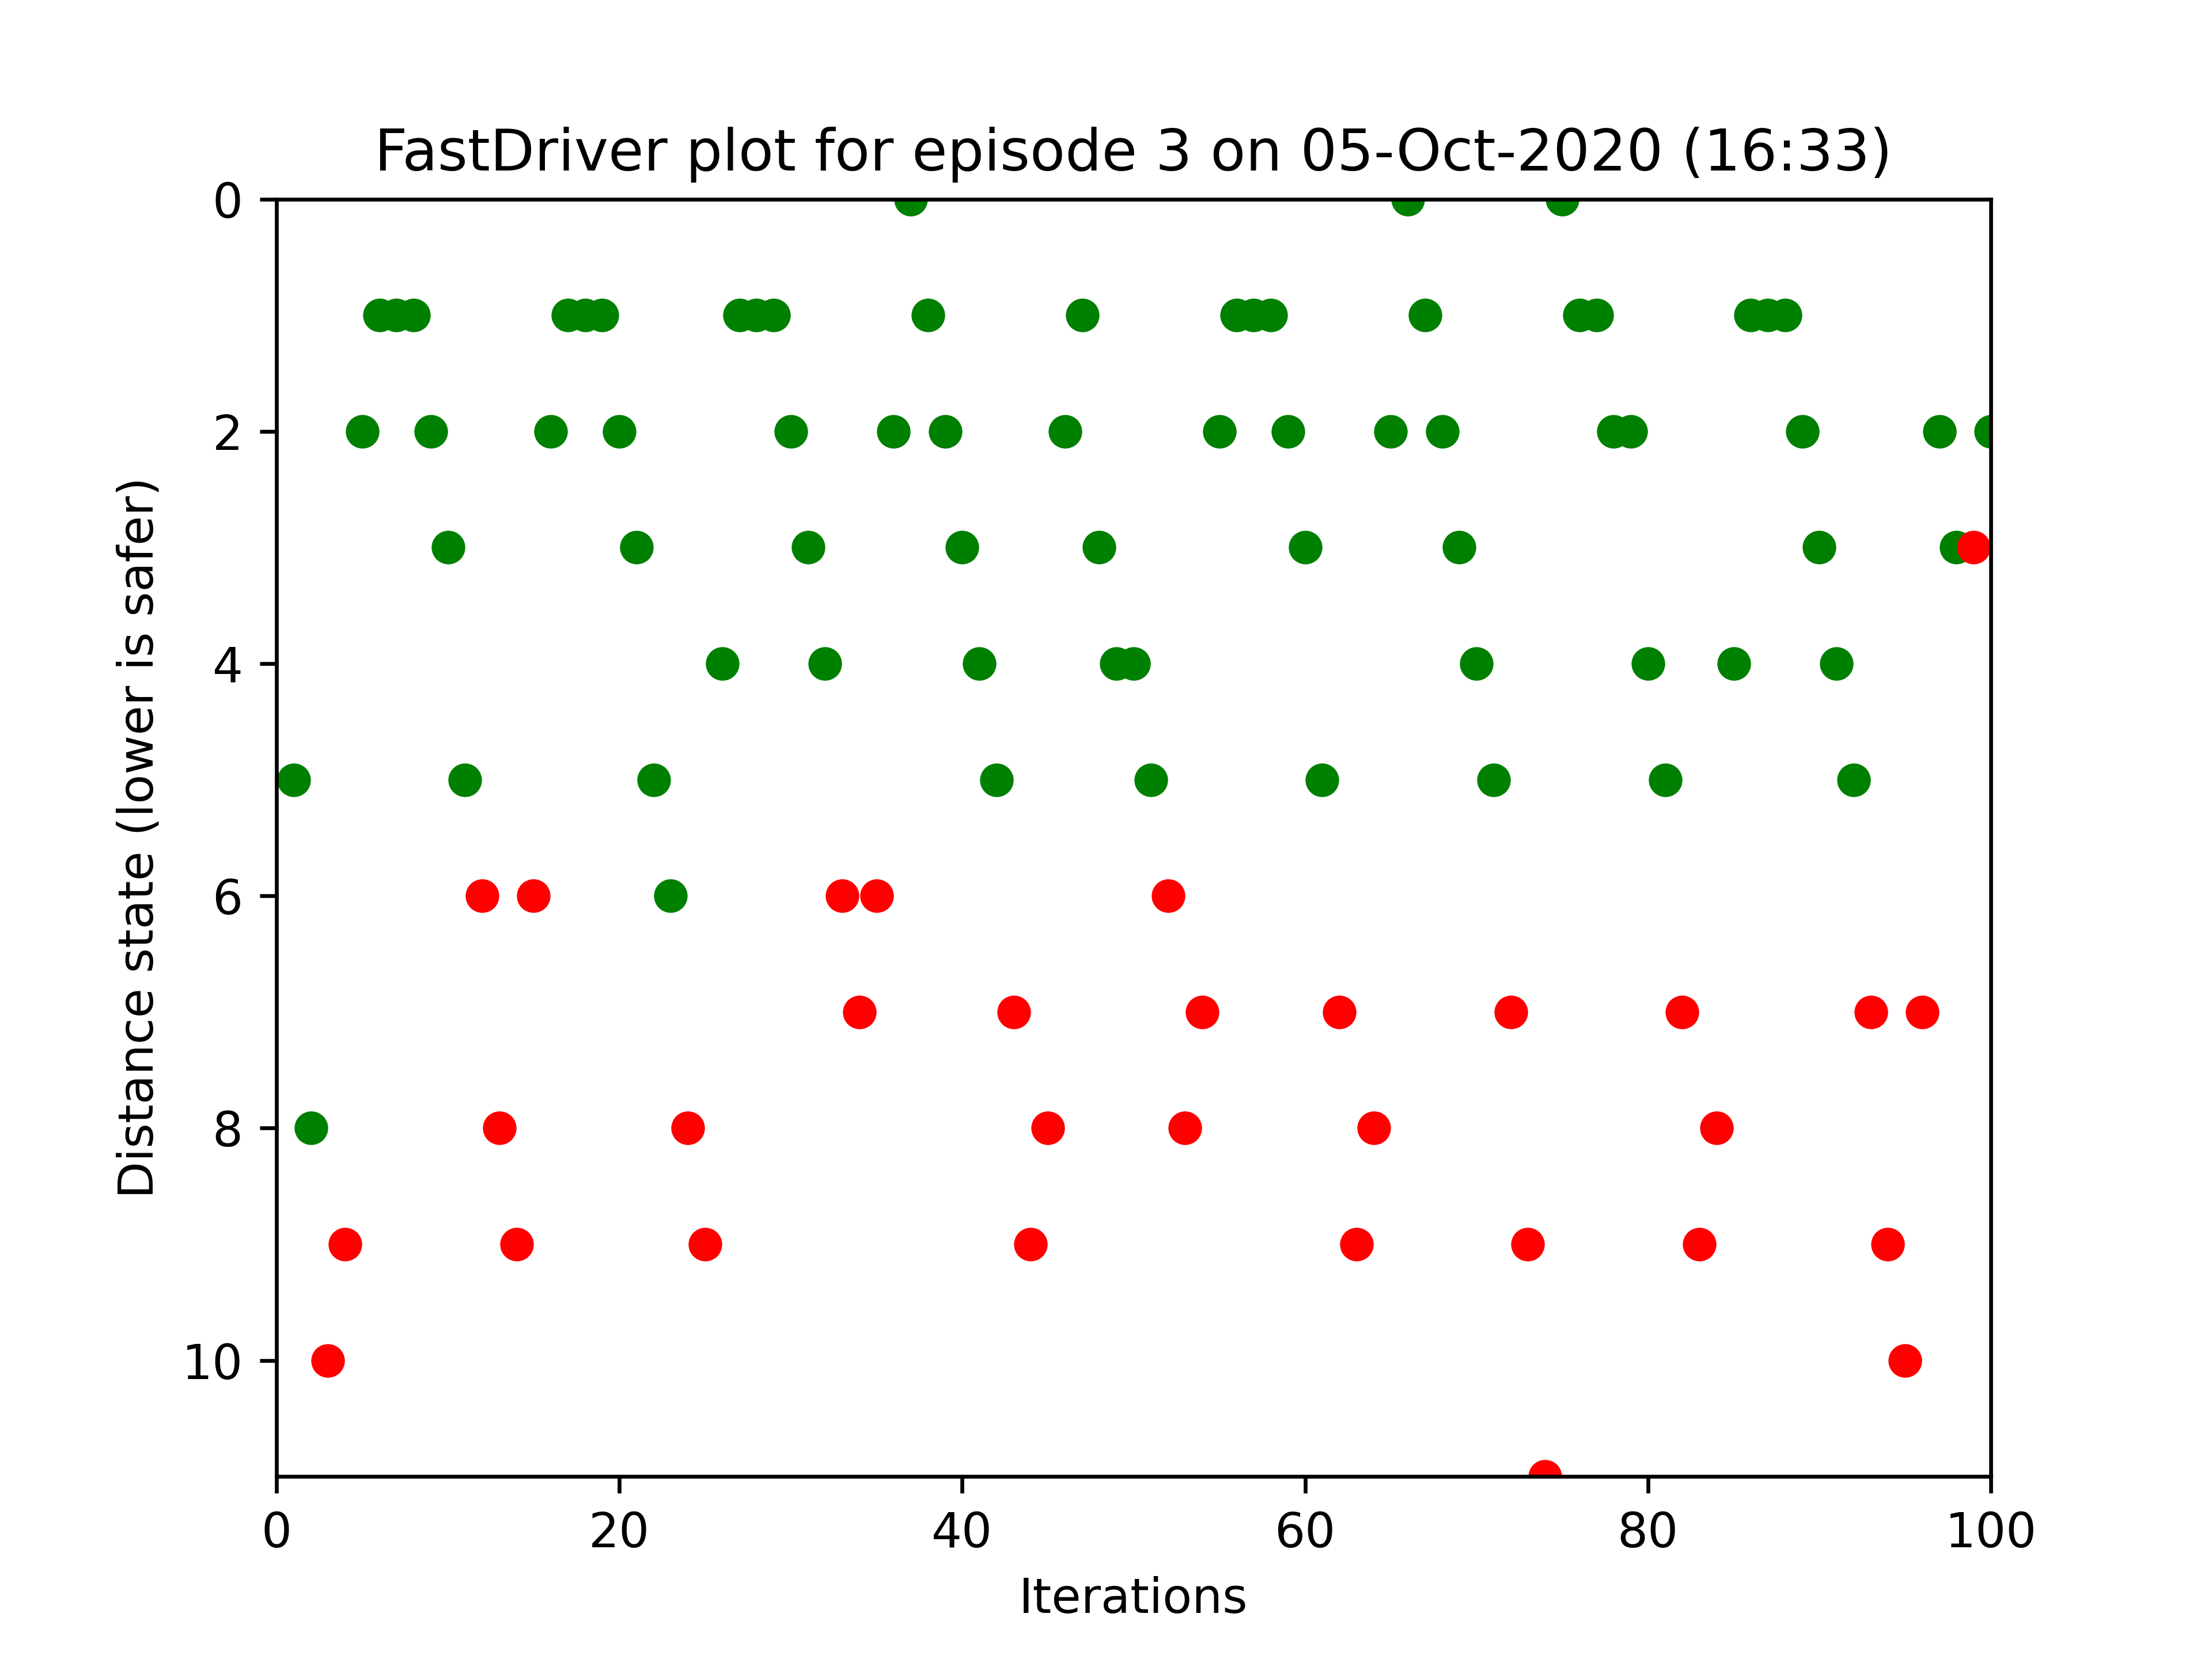 FastDriver plot for episode 3 on 05-Oct-2020 (16:33)
0
2
4
6
8
10
Distance state (lower is safer)
0 20 40 60 80 100
Iterations